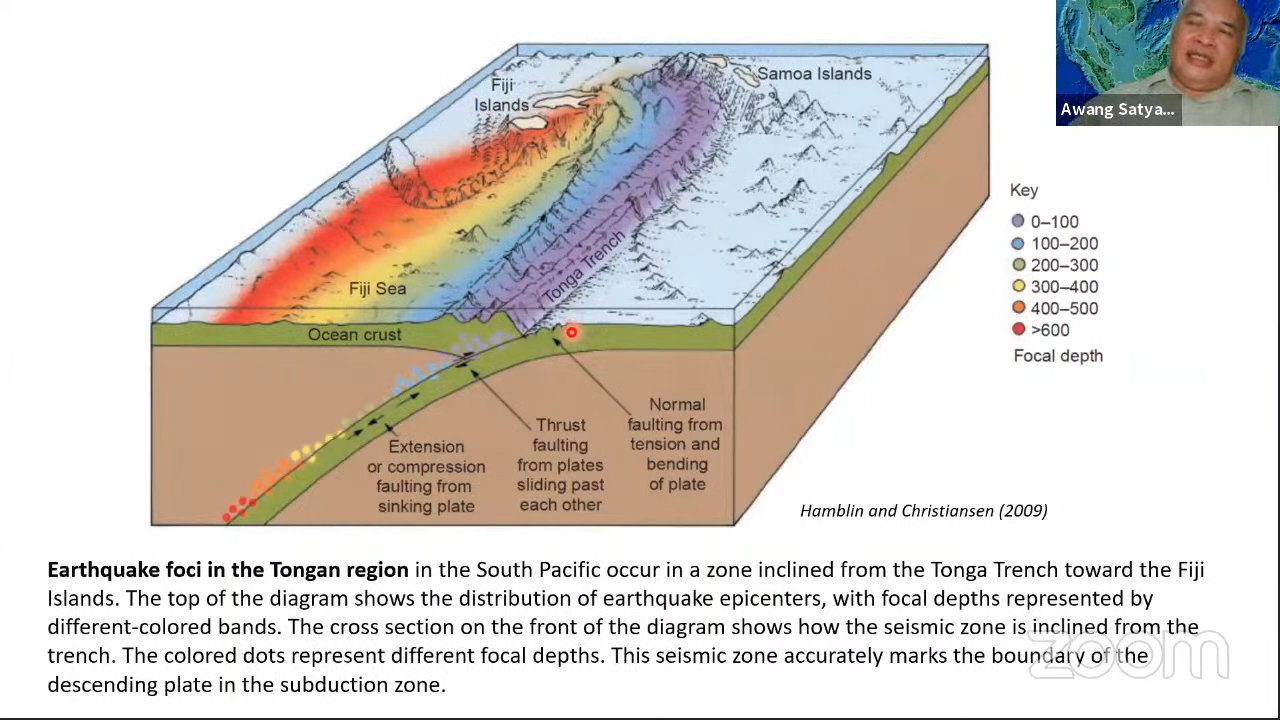 Awang Satya...
Fiji
Islands
Samoa Islands
Tonga Trench
Fiji Sea
Ocean crust
Extension
or compression
faulting from
sinking plate
Thrust
faulting
from plates
sliding past
each other
Normal
faulting from
tension and
bending
of plate
Key
0–100
100–200
200–300
300–400
400–500
>600
Focal depth
Hamblin and Christiansen (2009)
Earthquake foci in the Tongan region in the South Pacific occur in a zone inclined from the Tonga Trench toward the Fiji
Islands. The top of the diagram shows the distribution of earthquake epicenters, with focal depths represented by
different-colored bands. The cross section on the front of the diagram shows how the seismic zone is inclined from the
trench. The colored dots represent different focal depths. This seismic zone accurately marks the boundary of the
descending plate in the subduction zone.
zoom